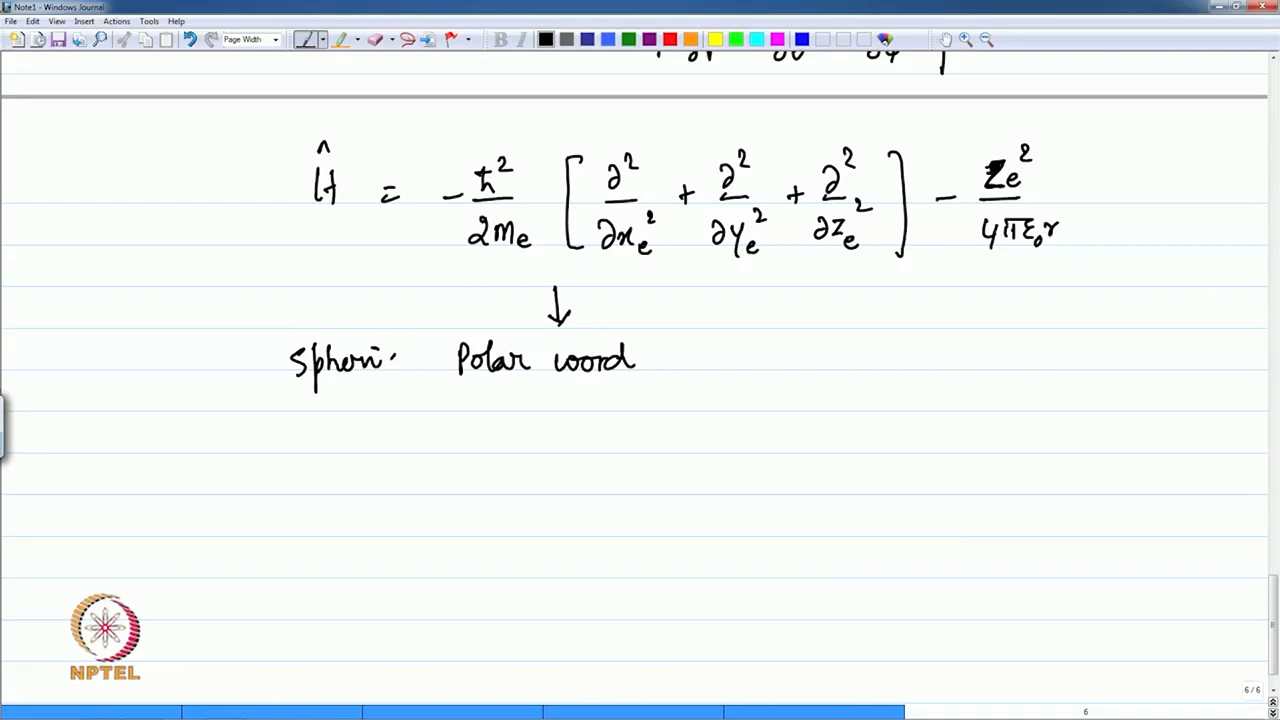 Note1 - Windows Journal
File Edit View Insert Actions Tools Help
Page Width
Ĥ = - ħ²/2me [ ∂²/∂xe² + ∂²/∂ye² + ∂²/∂ze² ] - Ze²/4πε₀r
↓
spheri. Polar coord
NPTEL
6/6
6